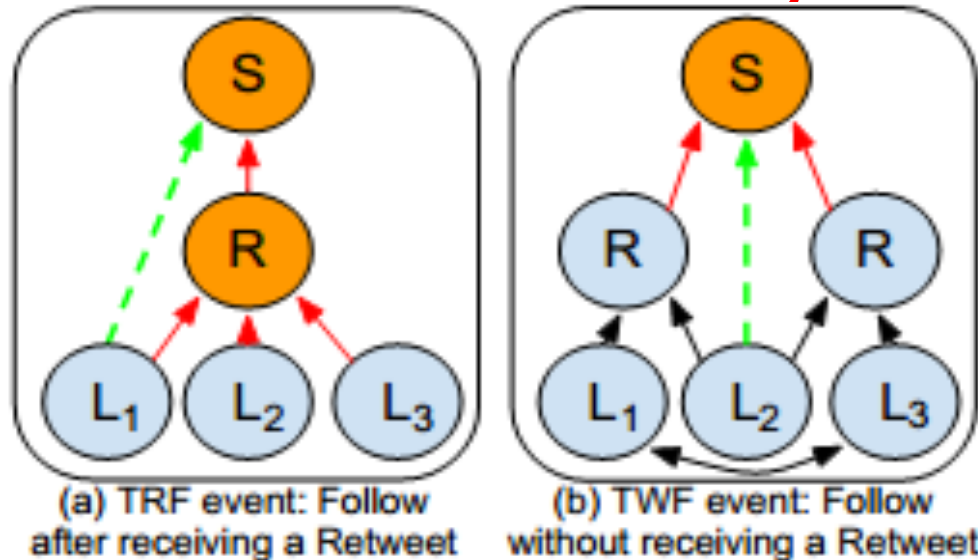 S
R
L1 L2 L3
(a) TRF event: Follow
after receiving a Retweet
S
R R
L1 L2 L3
(b) TWF event: Follow
without receiving a Retweet